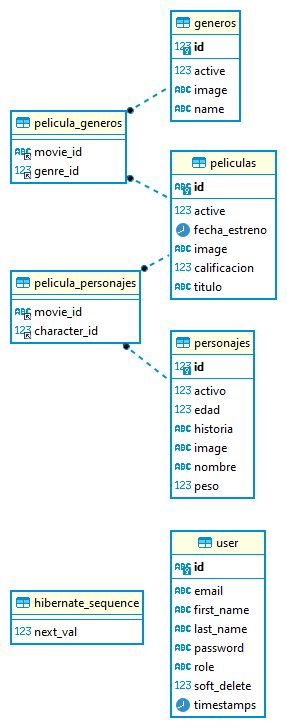 generos
123 id
123 active
ABC image
ABC name
pelicula_generos
ABC movie_id
123 genre_id
peliculas
ABC id
123 active
fecha_estreno
ABC image
123 calificacion
ABC titulo
pelicula_personajes
ABC movie_id
123 character_id
personajes
123 id
123 activo
123 edad
ABC historia
ABC image
ABC nombre
123 peso
user
ABC id
ABC email
ABC first_name
ABC last_name
ABC password
ABC role
123 soft_delete
timestamps
hibernate_sequence
123 next_val